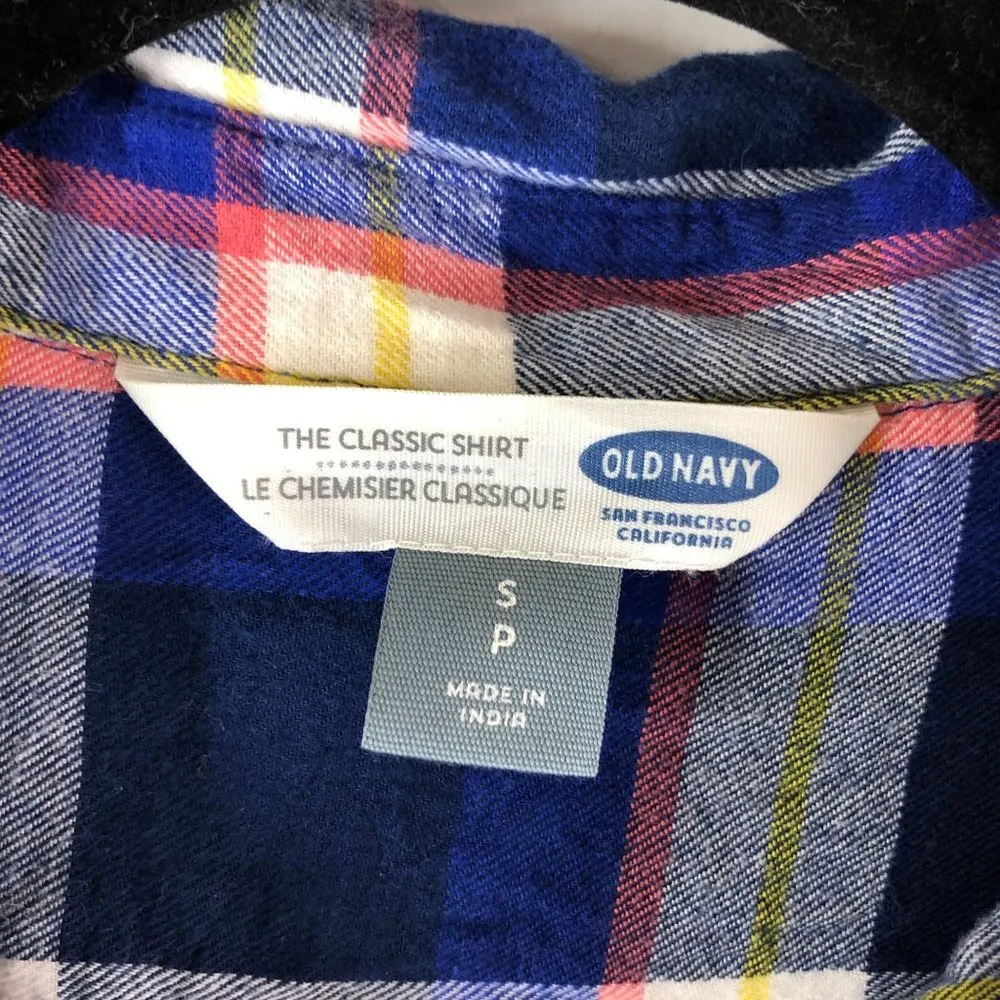 THE CLASSIC SHIRT
LE CHEMISIER CLASSIQUE
OLD NAVY
SAN FRANCISCO
CALIFORNIA
S
P
MADE IN
INDIA